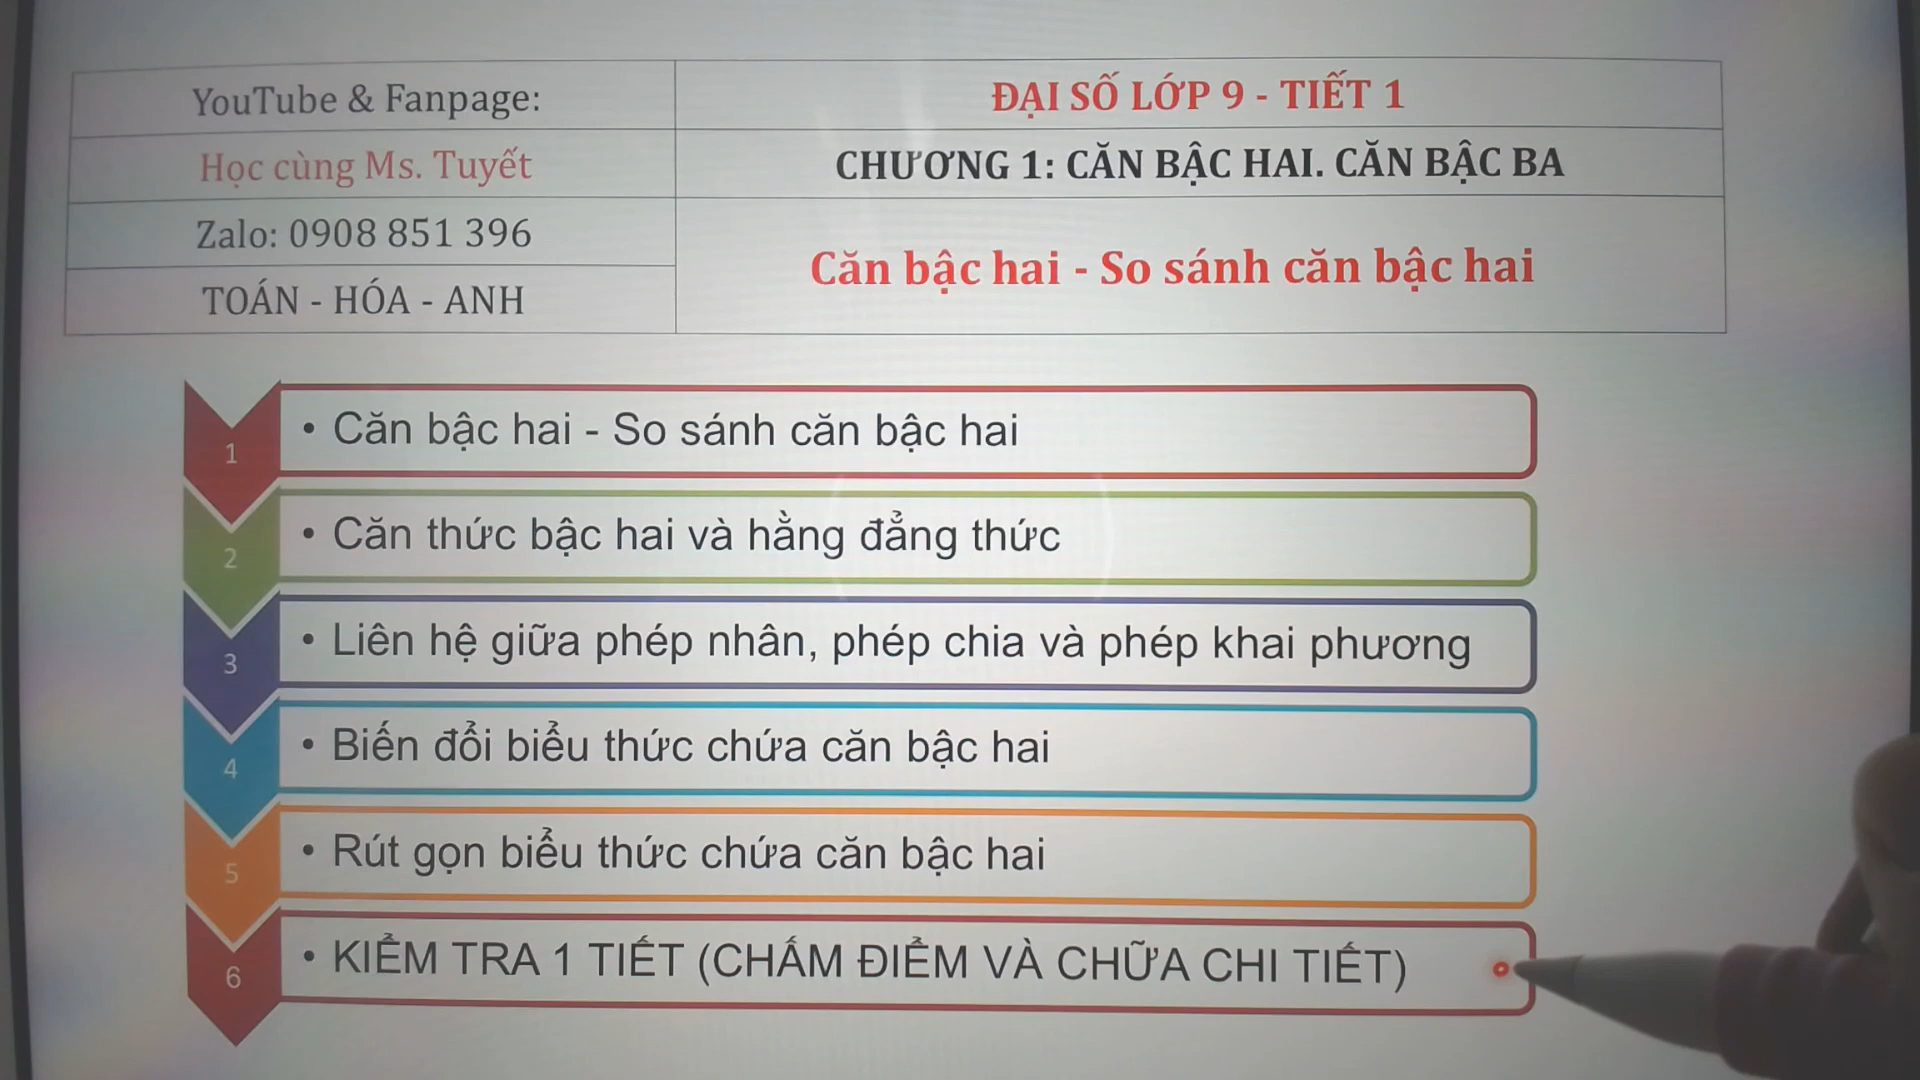 YouTube & Fanpage:
Học cùng Ms. Tuyết
Zalo: 0908 851 396
TOÁN - HÓA - ANH
ĐẠI SỐ LỚP 9 - TIẾT 1
CHƯƠNG 1: CĂN BẬC HAI. CĂN BẬC BA
Căn bậc hai - So sánh căn bậc hai
1
• Căn bậc hai - So sánh căn bậc hai
2
• Căn thức bậc hai và hằng đẳng thức
3
• Liên hệ giữa phép nhân, phép chia và phép khai phương
4
• Biến đổi biểu thức chứa căn bậc hai
5
• Rút gọn biểu thức chứa căn bậc hai
6
• KIỂM TRA 1 TIẾT (CHẤM ĐIỂM VÀ CHỮA CHI TIẾT)